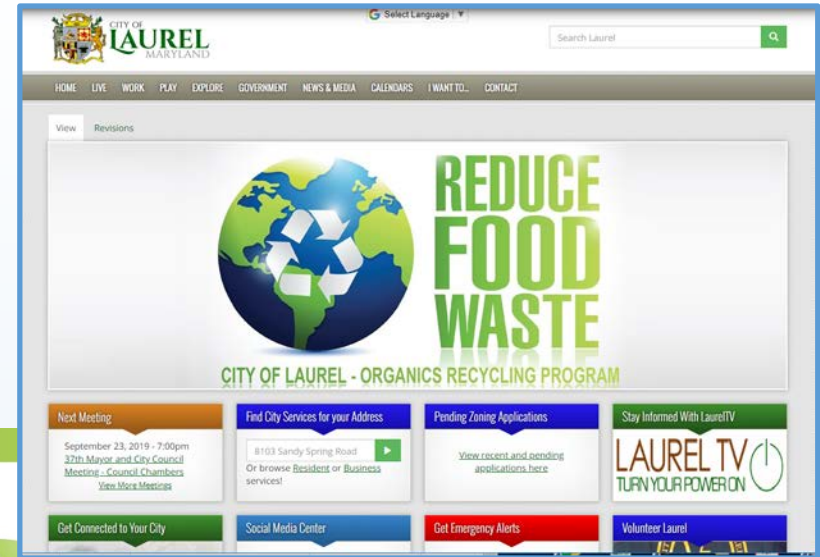 Select Language ▼
CITY OF
LAUREL
MARYLAND
Search Laurel
HOME LIVE WORK PLAY EXPLORE GOVERNMENT NEWS & MEDIA CALENDARS I WANT TO... CONTACT
View Revisions
REDUCE
FOOD
WASTE
CITY OF LAUREL - ORGANICS RECYCLING PROGRAM
Next Meeting
September 23, 2019 - 7:00pm
37th Mayor and City Council
Meeting - Council Chambers
View More Meetings
Find City Services for your Address
8103 Sandy Spring Road
Or browse Resident or Business
services!
Pending Zoning Applications
View recent and pending
applications here
Stay Informed With LaurelTV
LAUREL TV
TURN YOUR POWER ON
Get Connected to Your City
Social Media Center
Get Emergency Alerts
Volunteer Laurel